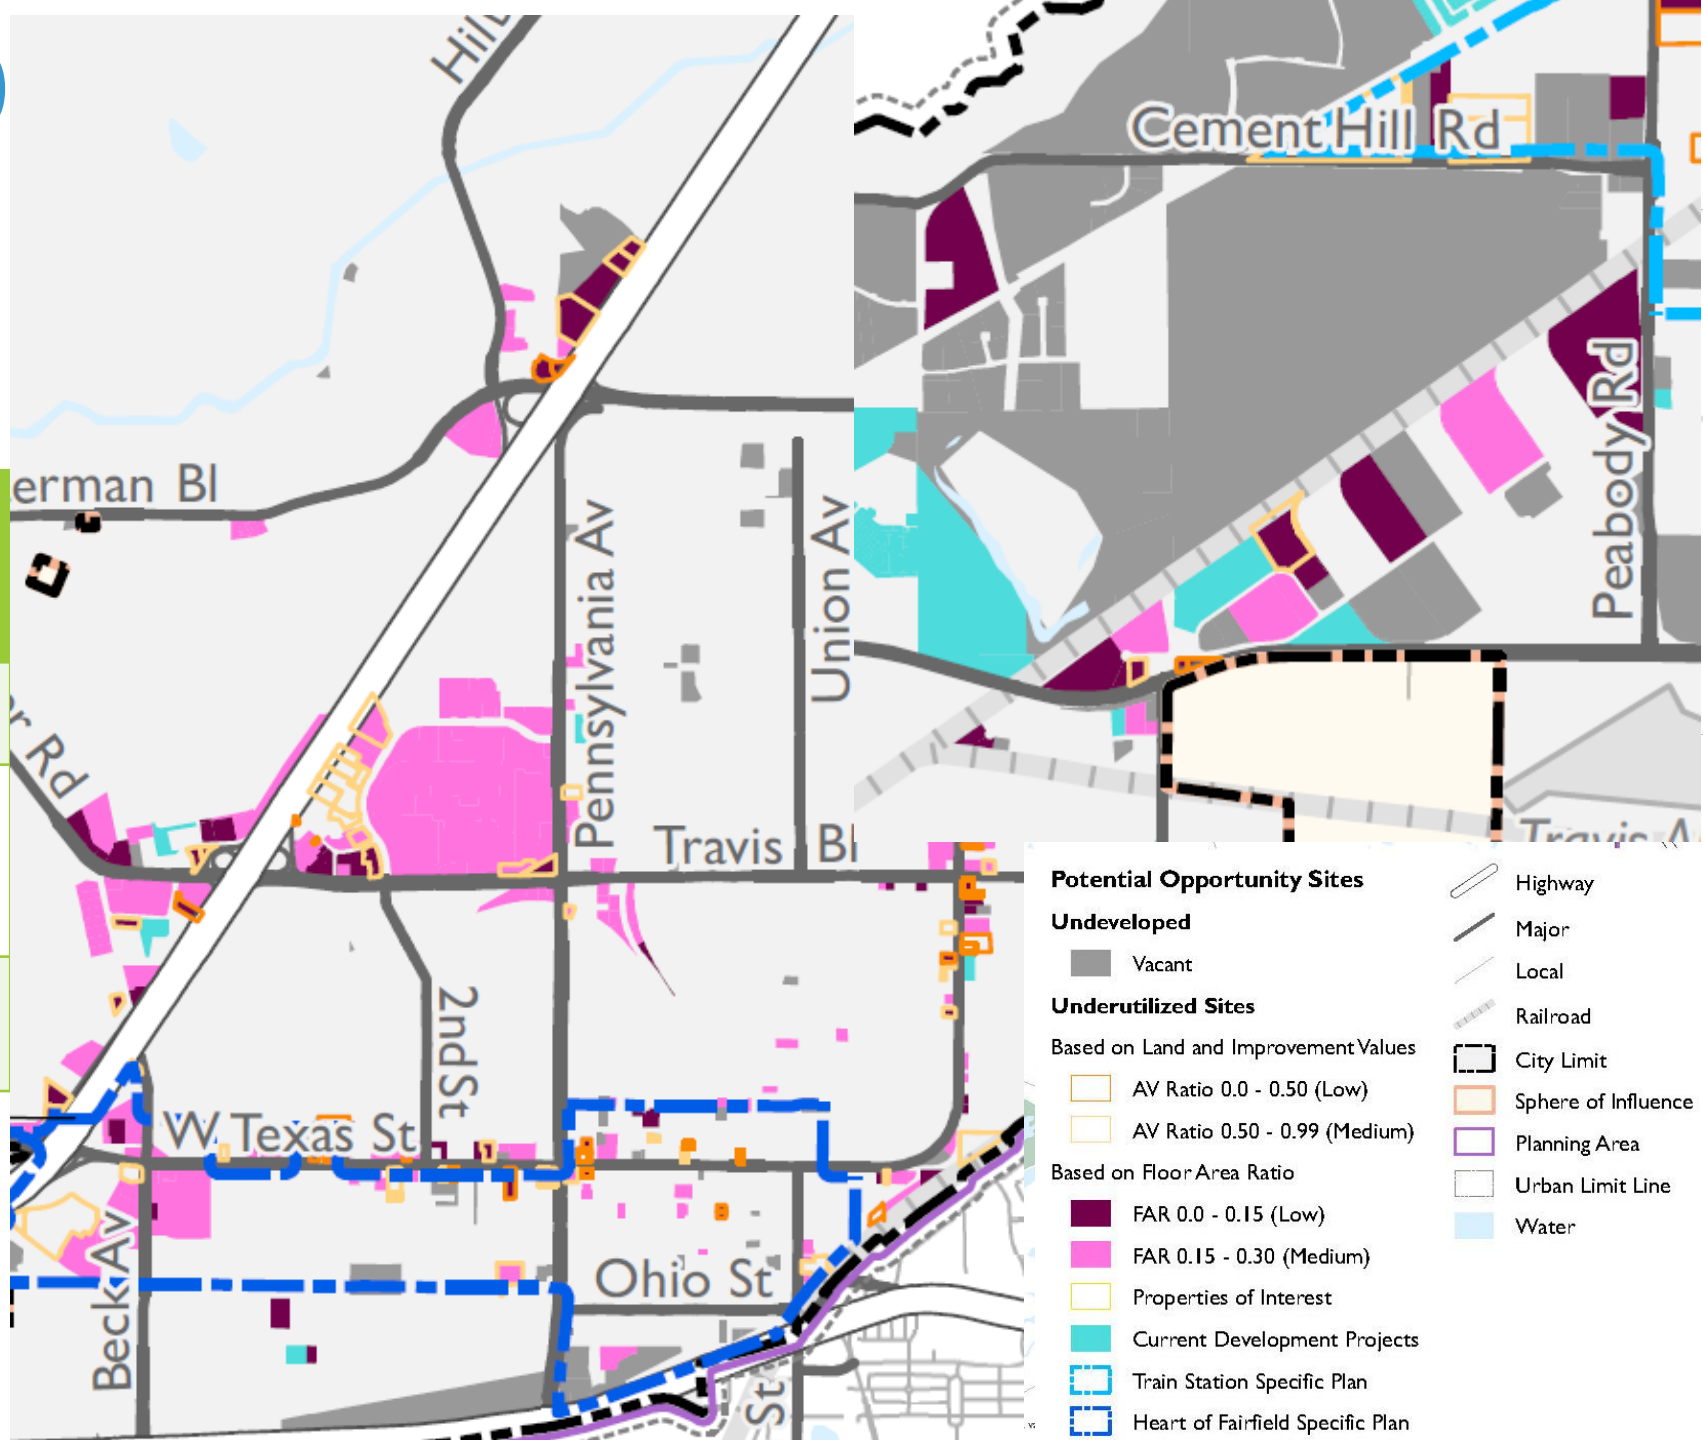 Cement Hill Rd
Peabody Rd
Pennsylvania Av
Union Av
Travis Bl
2nd St
W Texas St
Beck Av
Ohio St
St
erman Bl
er Rd
Potential Opportunity Sites
Undeveloped
Vacant
Underutilized Sites
Based on Land and Improvement Values
AV Ratio 0.0 - 0.50 (Low)
AV Ratio 0.50 - 0.99 (Medium)
Based on Floor Area Ratio
FAR 0.0 - 0.15 (Low)
FAR 0.15 - 0.30 (Medium)
Properties of Interest
Current Development Projects
Train Station Specific Plan
Heart of Fairfield Specific Plan
Highway
Major
Local
Railroad
City Limit
Sphere of Influence
Planning Area
Urban Limit Line
Water